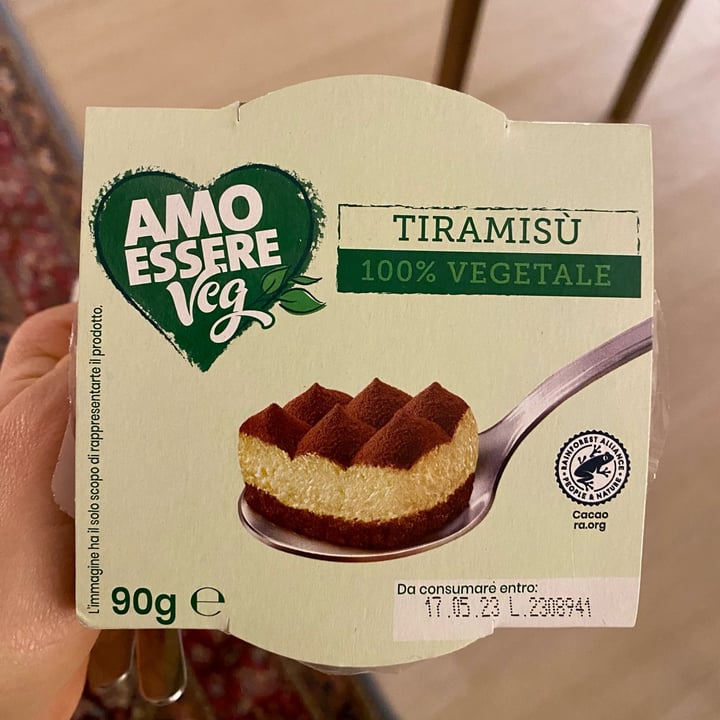 AMO
ESSERE
Veg
TIRAMISÙ
100% VEGETALE
L'immagine ha il solo scopo di rappresentarte il prodotto.
RAINFOREST ALLIANCE
PEOPLE & NATURE
Cacao
ra.org
90g ℮
Da consumare entro:
17.05.23 L.2308941